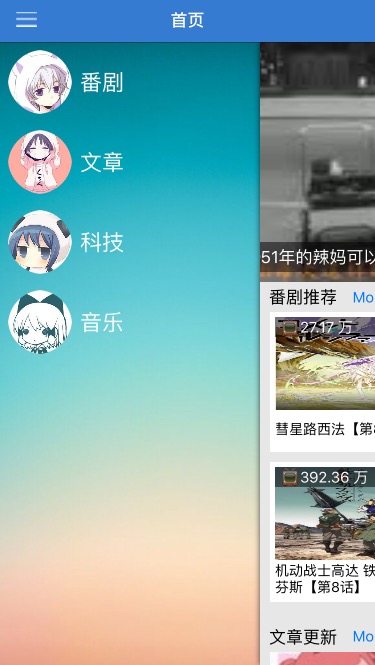 首页
番剧
文章
科技
音乐
51年的辣妈可以
番剧推荐 Mo
27.17 万
彗星路西法【第
392.36 万
机动战士高达 铁
芬斯【第8话】
文章更新 Mo